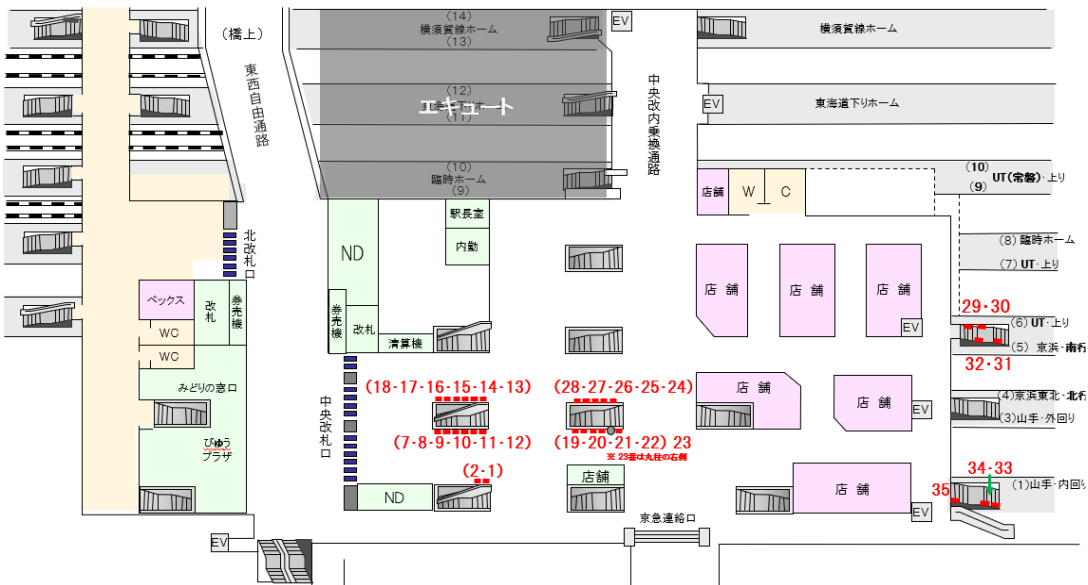 (橋上)
東西自由通路
(14)
横須賀線ホーム
(13)
EV
横須賀線ホーム
(12)
エキュート
(11)
中央改内乗換通路
EV
東海道下りホーム
(10)
臨時ホーム
(9)
店舗
W
C
(10)
UT(常磐)・上り
(9)
駅長室
内勤
ND
北改札口
(8) 臨時ホーム
(7) UT・上り
店 舗
店 舗
店 舗
EV
ベックス
改札
券売機
WC
WC
券売機
改札
清算機
29・30
(6) UT・上り
(5) 京浜・南行
32・31
みどりの窓口
びゅう
プラザ
中央改札口
(18・17・16・15・14・13)
(28・27・26・25・24)
店 舗
店 舗
EV
(4)京浜東北・北行
(3)山手・外回り
(7・8・9・10・11・12)
(19・20・21・22) 23
※ 23番は丸柱の右側
(2・1)
ND
店舗
店 舗
EV
34・33
35
(1)山手・内回り
京急連絡口
EV